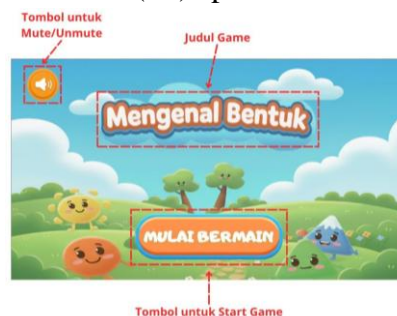 Tombol untuk
Mute/Unmute
Judul Game
Mengenal Bentuk
MULAI BERMAIN
Tombol untuk Start Game